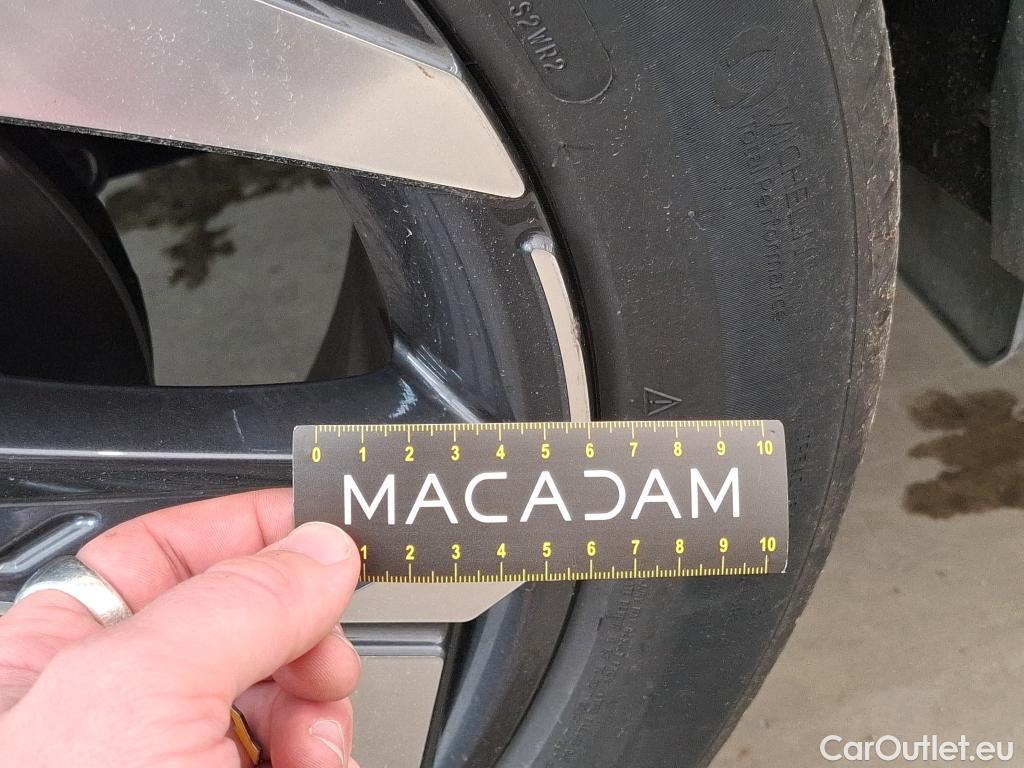 S2WR2
MICHELIN
Total Performance
0 1 2 3 4 5 6 7 8 9 10
MACADAM
1 2 3 4 5 6 7 8 9 10
CarOutlet.eu